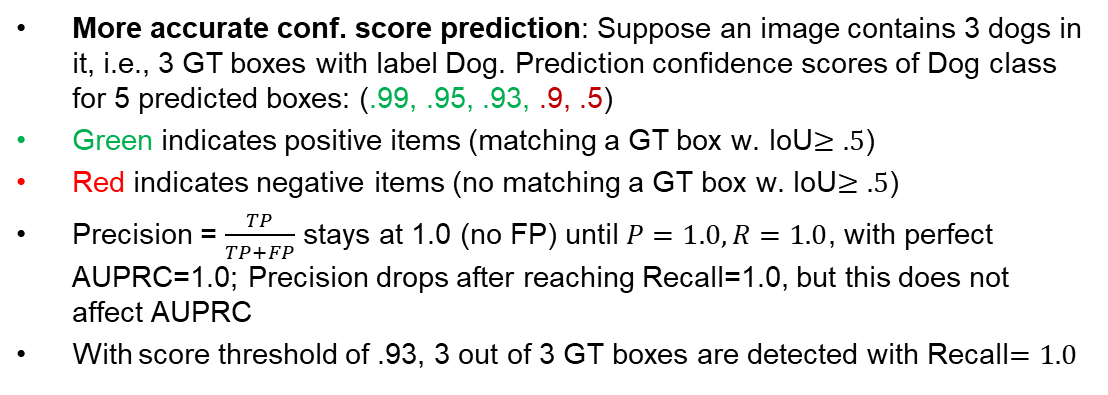 • More accurate conf. score prediction: Suppose an image contains 3 dogs in
it, i.e., 3 GT boxes with label Dog. Prediction confidence scores of Dog class
for 5 predicted boxes: (.99, .95, .93, .9, .5)
• Green indicates positive items (matching a GT box w. IoU≥ .5)
• Red indicates negative items (no matching a GT box w. IoU≥ .5)
• Precision = TP/(TP+FP) stays at 1.0 (no FP) until P = 1.0, R = 1.0, with perfect
AUPRC=1.0; Precision drops after reaching Recall=1.0, but this does not
affect AUPRC
• With score threshold of .93, 3 out of 3 GT boxes are detected with Recall= 1.0